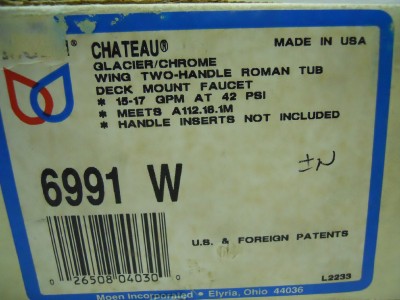 ® CHATEAU® MADE IN USA
GLACIER/CHROME
WING TWO-HANDLE ROMAN TUB
DECK MOUNT FAUCET
* 15-17 GPM AT 42 PSI
* MEETS A112.18.1M
* HANDLE INSERTS NOT INCLUDED
6991 W
U.S. & FOREIGN PATENTS
0 26508 04030 0
L2233
Moen Incorporated • Elyria, Ohio 44036